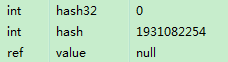 int hash32 0
int hash 1931082254
ref value null